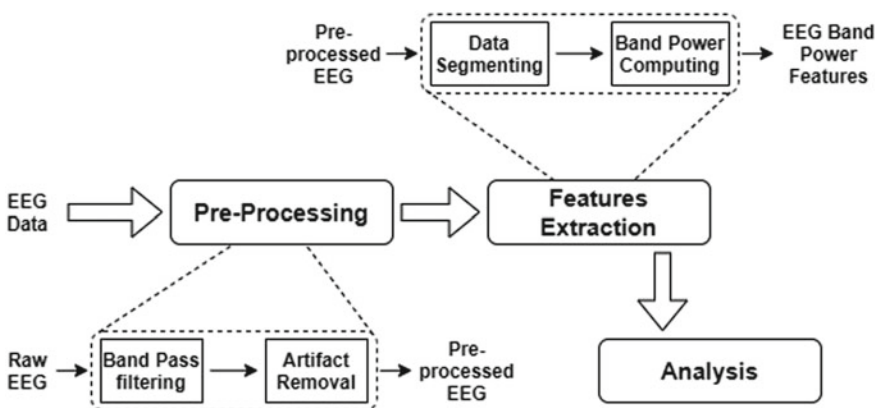 Pre-
processed
EEG
Data
Segmenting
Band Power
Computing
EEG Band
Power
Features
EEG
Data
Pre-Processing
Features
Extraction
Raw
EEG
Band Pass
filtering
Artifact
Removal
Pre-
processed
EEG
Analysis